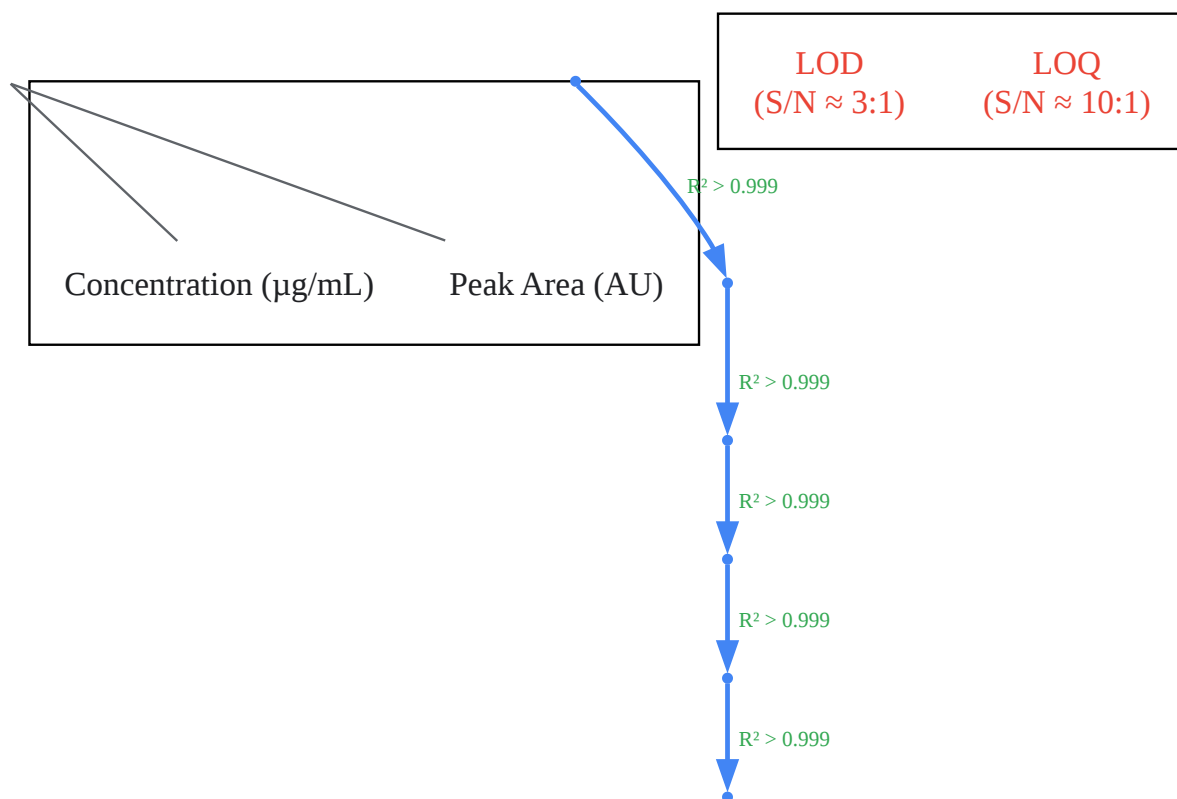 LOD
(S/N ≈ 3:1)
LOQ
(S/N ≈ 10:1)
R² > 0.999
Concentration (µg/mL)
Peak Area (AU)
R² > 0.999
R² > 0.999
R² > 0.999
R² > 0.999